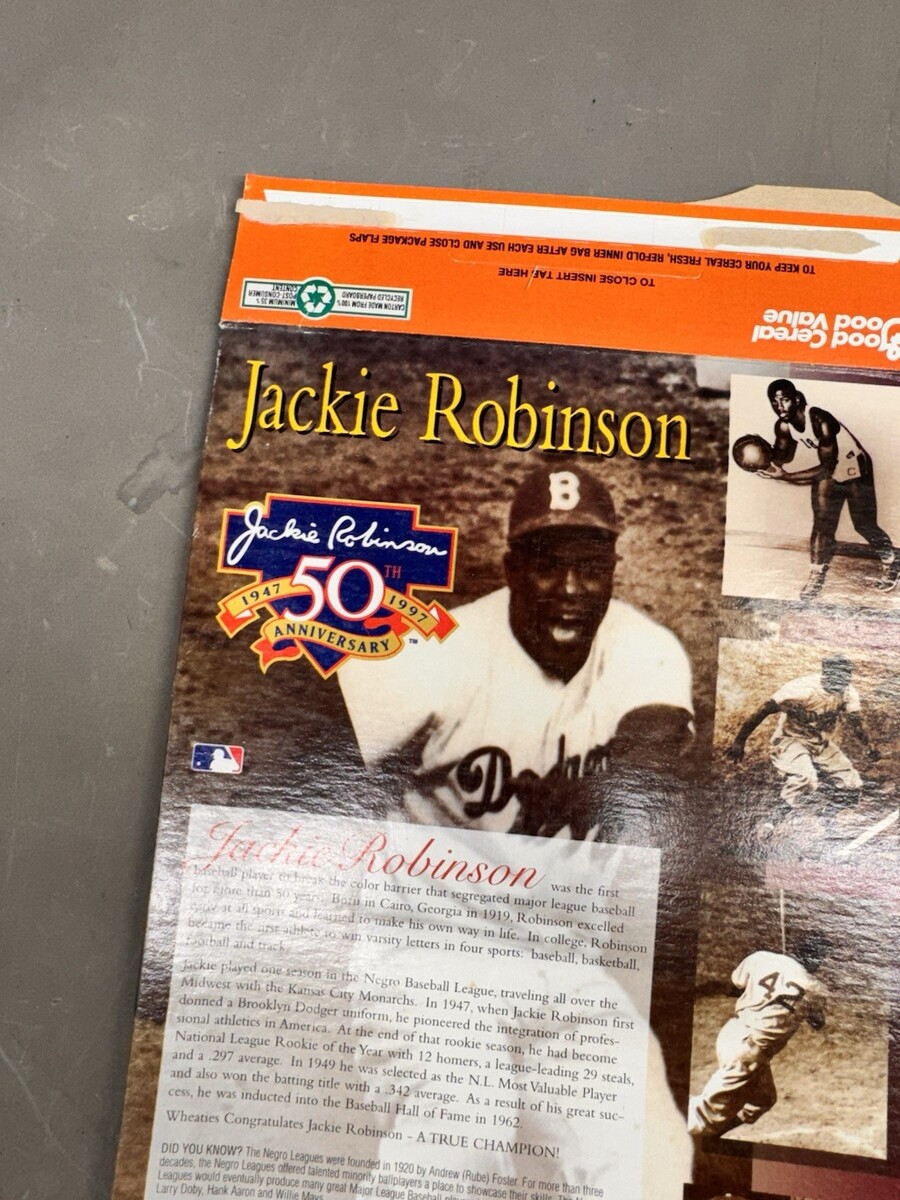 TO KEEP YOUR CEREAL FRESH, REFOLD INNER BAG AFTER EACH USE AND CLOSE PACKAGE FLAPS
TO CLOSE INSERT TAB HERE
CARTON MADE FROM 100%
RECYCLED PAPERBOARD
MINIMUM 35%
POST-CONSUMER
CONTENT
Good Cereal
Good Value
Jackie Robinson
Jackie Robinson
50TH
1947 1997
ANNIVERSARY
™
B
Dodgers
42
Jackie Robinson was the first
baseball player to break the color barrier that segregated major league baseball
for more than 50 years. Born in Cairo, Georgia in 1919, Robinson excelled
early at all sports and learned to make his own way in life. In college, Robinson
became the first athlete to win varsity letters in four sports: baseball, basketball,
football and track.
Jackie played one season in the Negro Baseball League, traveling all over the
Midwest with the Kansas City Monarchs. In 1947, when Jackie Robinson first
donned a Brooklyn Dodger uniform, he pioneered the integration of profes-
sional athletics in America. At the end of that rookie season, he had become
National League Rookie of the Year with 12 homers, a league-leading 29 steals,
and a .297 average. In 1949 he was selected as the N.L. Most Valuable Player
and also won the batting title with a .342 average. As a result of his great suc-
cess, he was inducted into the Baseball Hall of Fame in 1962.
Wheaties Congratulates Jackie Robinson - A TRUE CHAMPION!
DID YOU KNOW? The Negro Leagues were founded in 1920 by Andrew (Rube) Foster. For more than three
decades, the Negro Leagues offered talented minority ballplayers a place to showcase their skills. The
Leagues would eventually produce many great Major League Baseball
Larry Doby, Hank Aaron and Willie Mays